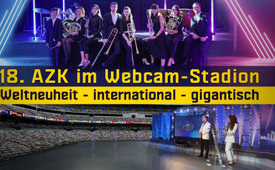 18. AZK im Webcam-Stadion
Weltneuheit - international - gigantisch